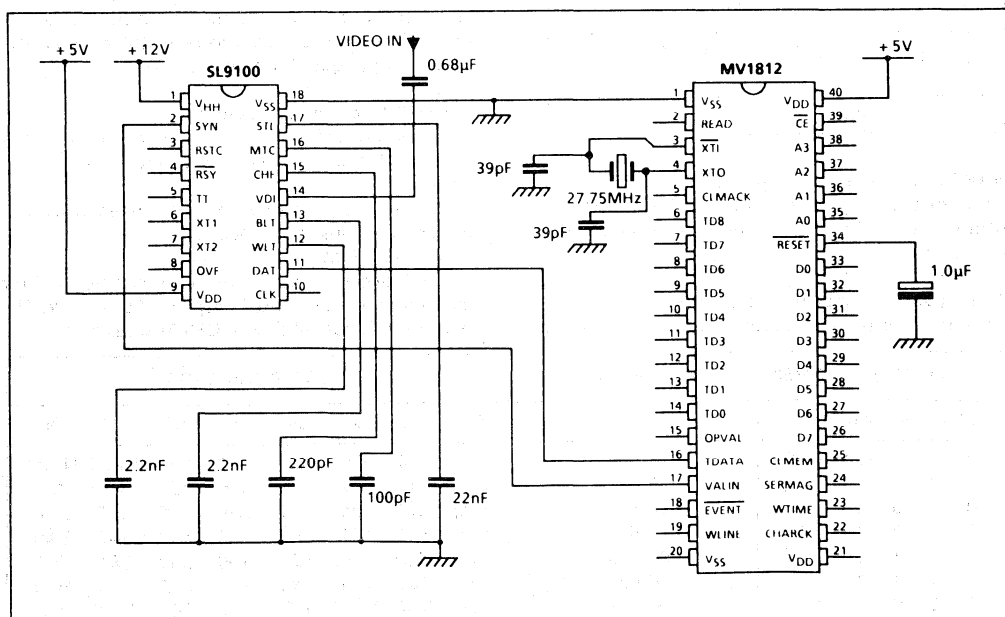 VIDEO IN
+ 5V
+ 12V
+ 5V
0.68µF
SL9100
MV1812
1 VHH VSS 18
2 SYN STL 17
3 RSTC MTC 16
4 RSY CHF 15
5 TT VDI 14
6 XT1 BLT 13
7 XT2 WLT 12
8 OVF DAT 11
9 VDD CLK 10
1 VSS VDD 40
2 READ CE 39
3 XTI A3 38
4 XTO A2 37
5 CLMACK A1 36
6 TD8 A0 35
7 TD7 RESET 34
8 TD6 D0 33
9 TD5 D1 32
10 TD4 D2 31
11 TD3 D3 30
12 TD2 D4 29
13 TD1 D5 28
14 TD0 D6 27
15 OPVAL D7 26
16 TDATA CLMEM 25
17 VALIN SERMAG 24
18 EVENT WTIME 23
19 WLINE CHARCK 22
20 VSS VDD 21
39pF
27.75MHz
39pF
1.0µF
2.2nF
2.2nF
220pF
100pF
22nF